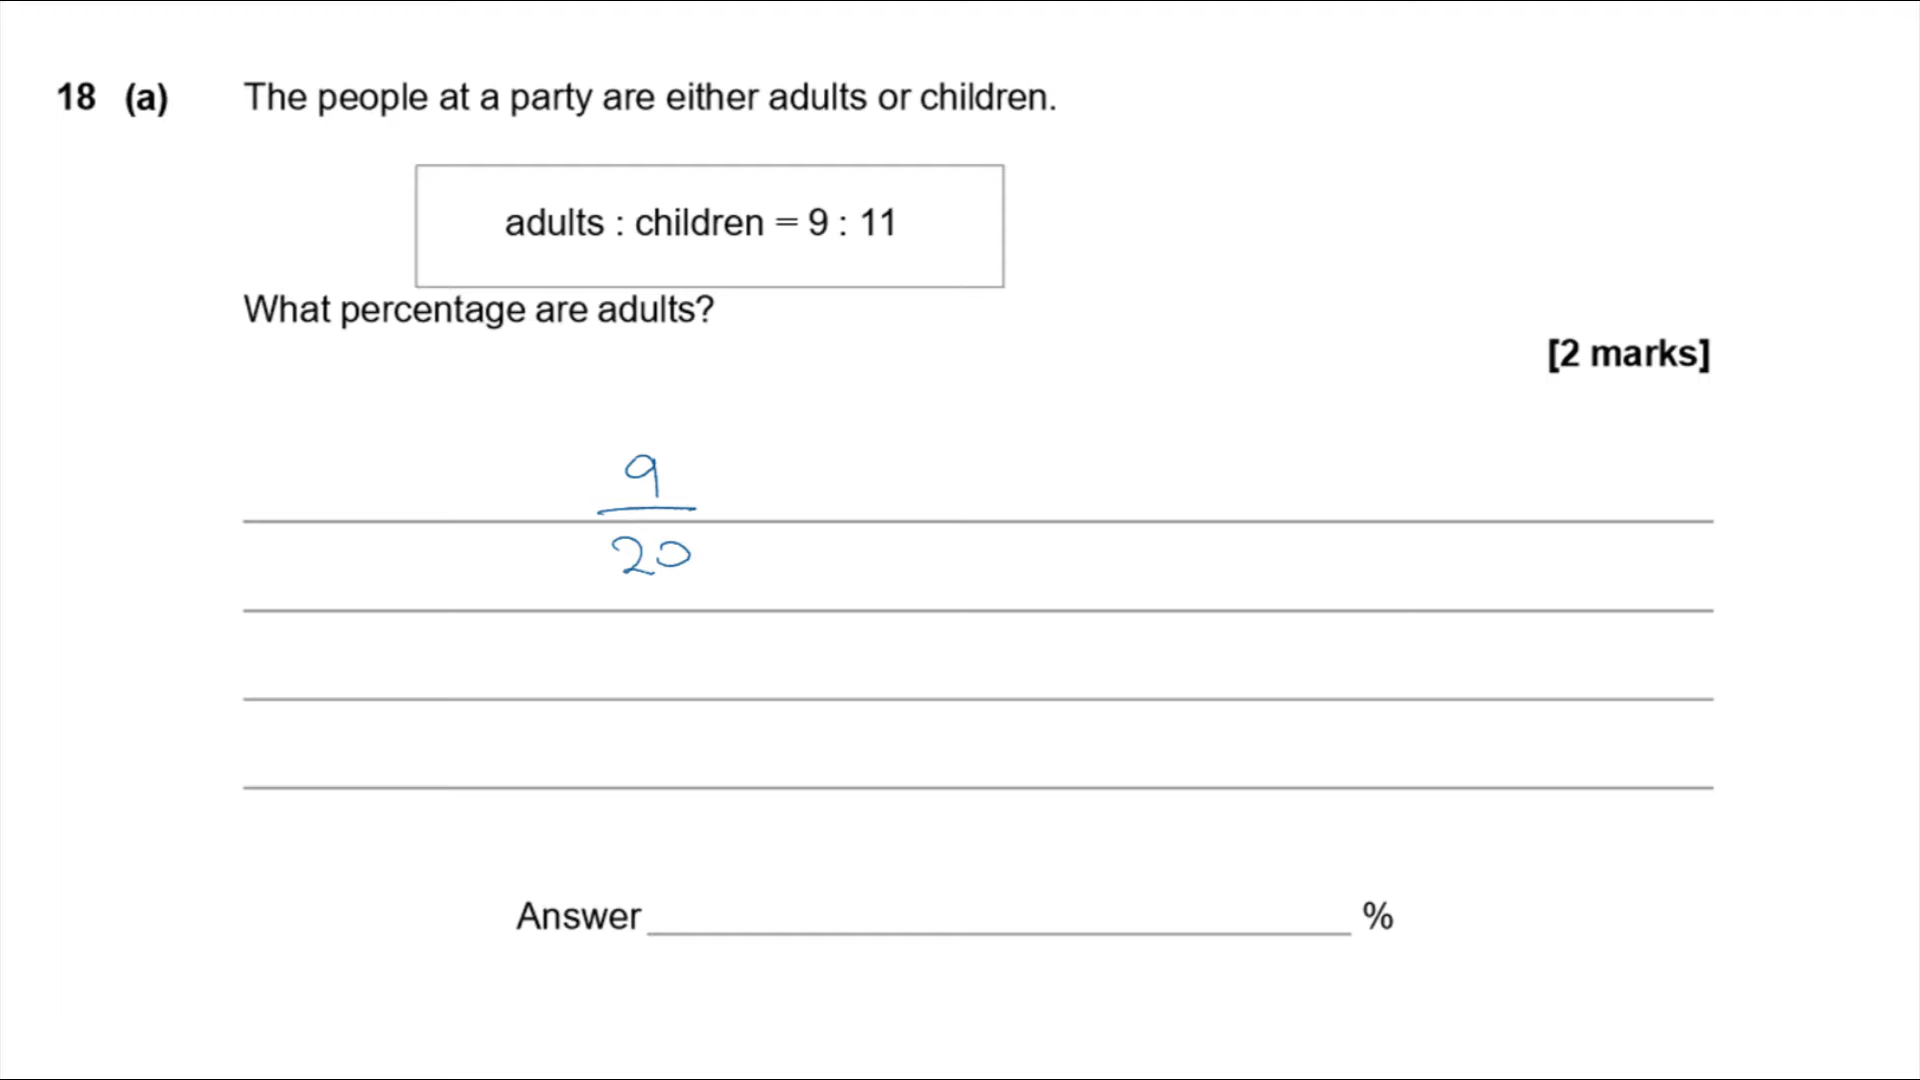 18 (a) The people at a party are either adults or children.
adults : children = 9 : 11
What percentage are adults?
[2 marks]
9
20
Answer %